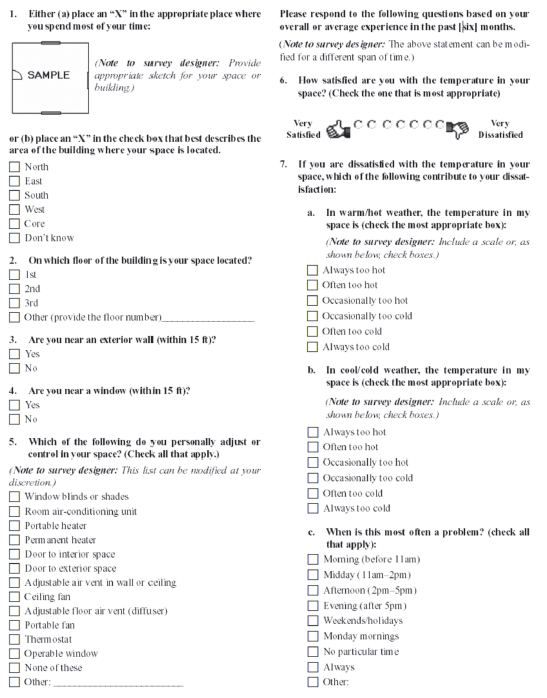 1. Either (a) place an “X” in the appropriate place where
you spend most of your time:
SAMPLE
(Note to survey designer: Provide
appropriate sketch for your space or
building.)
or (b) place an “X” in the check box that best describes the
area of the building where your space is located.
North
East
South
West
Core
Don’t know
2. On which floor of the building is your space located?
1st
2nd
3rd
Other (provide the floor number)___________________
3. Are you near an exterior wall (within 15 ft)?
Yes
No
4. Are you near a window (within 15 ft)?
Yes
No
5. Which of the following do you personally adjust or
control in your space? (Check all that apply.)
(Note to survey designer: This list can be modified at your
discretion.)
Window blinds or shades
Room air-conditioning unit
Portable heater
Permanent heater
Door to interior space
Door to exterior space
Adjustable air vent in wall or ceiling
Ceiling fan
Adjustable floor air vent (diffuser)
Portable fan
Thermostat
Operable window
None of these
Other: __________________________
Please respond to the following questions based on your
overall or average experience in the past [six] months.
(Note to survey designer: The above statement can be modi-
fied for a different span of time.)
6. How satisfied are you with the temperature in your
space? (Check the one that is most appropriate)
Very
Satisfied
C C C C C C C
Very
Dissatisfied
7. If you are dissatisfied with the temperature in your
space, which of the following contribute to your dissat-
isfaction:
a. In warm/hot weather, the temperature in my
space is (check the most appropriate box):
(Note to survey designer: Include a scale or, as
shown below, check boxes.)
Always too hot
Often too hot
Occasionally too hot
Occasionally too cold
Often too cold
Always too cold
b. In cool/cold weather, the temperature in my
space is (check the most appropriate box):
(Note to survey designer: Include a scale or, as
shown below, check boxes.)
Always too hot
Often too hot
Occasionally too hot
Occasionally too cold
Often too cold
Always too cold
c. When is this most often a problem? (check all
that apply):
Morning (before 11am)
Midday (11am–2pm)
Afternoon (2pm–5pm)
Evening (after 5pm)
Weekends/holidays
Monday mornings
No particular time
Always
Other: